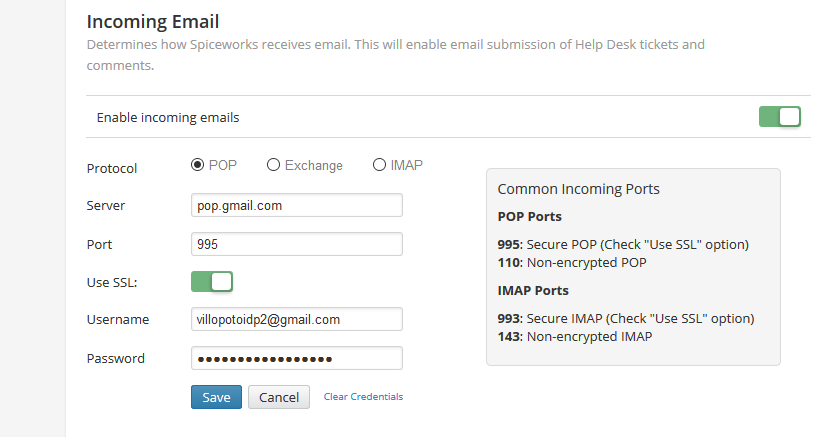 Incoming Email
Determines how Spiceworks receives email. This will enable email submission of Help Desk tickets and
comments.
Enable incoming emails
Protocol
POP
Exchange
IMAP
Server
pop.gmail.com
Port
995
Use SSL:
Username
villopotoidp2@gmail.com
Password
●●●●●●●●●●●●●●●●●
Save
Cancel
Clear Credentials
Common Incoming Ports
POP Ports
995: Secure POP (Check "Use SSL" option)
110: Non-encrypted POP
IMAP Ports
993: Secure IMAP (Check "Use SSL" option)
143: Non-encrypted IMAP